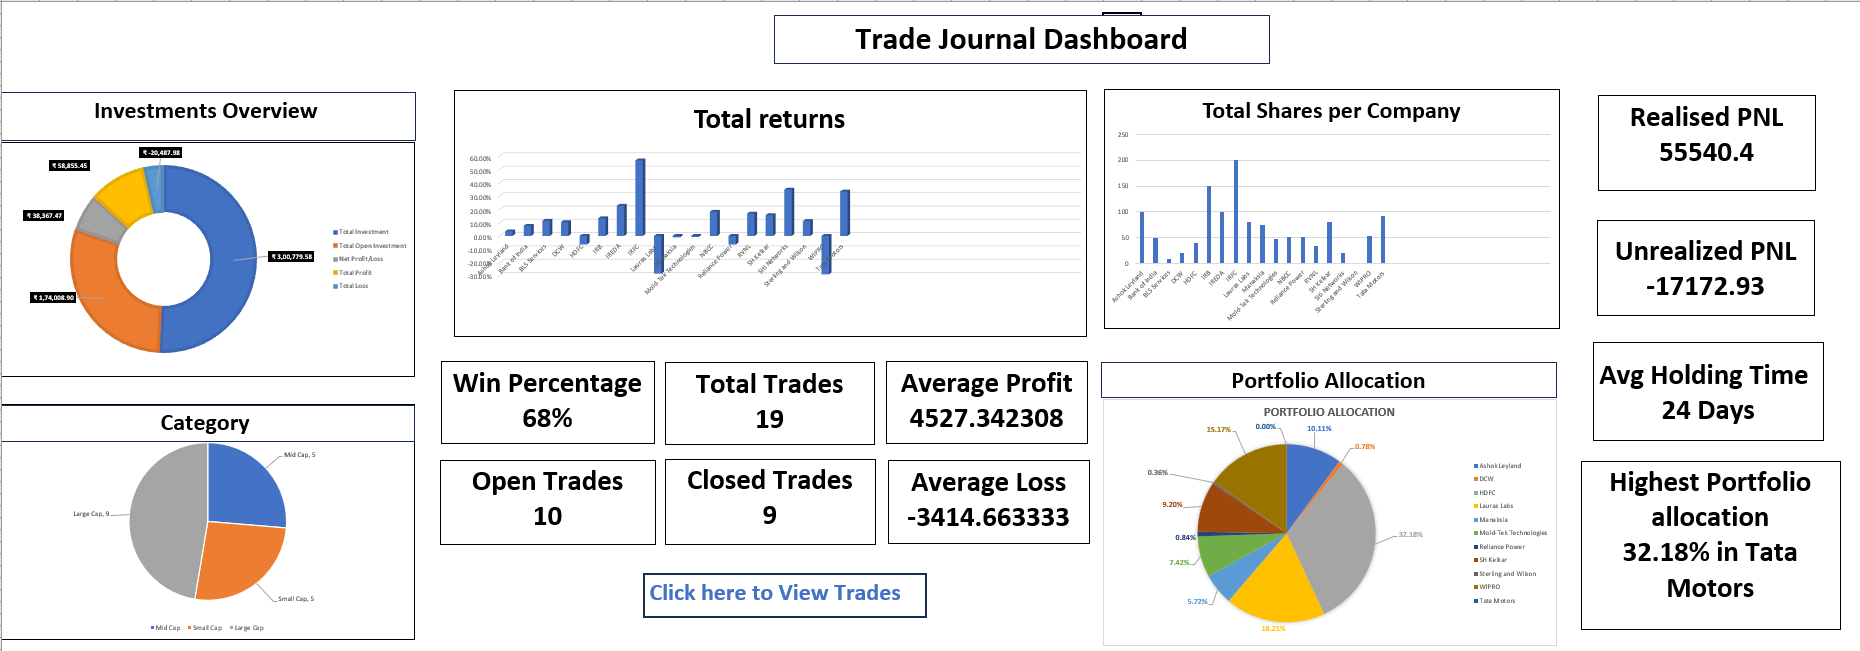 Trade Journal Dashboard
Investments Overview
₹ -20,487.98
₹ 58,855.45
₹ 38,367.47
₹ 3,00,779.58
₹ 1,74,008.90
Total Investment
Total Open Investment
Net Profit/Loss
Total Profit
Total Loss
Category
Mid Cap, 5
Large Cap, 9
Small Cap, 5
Mid Cap Small Cap Large Cap
Total returns
60.00%
50.00%
40.00%
30.00%
20.00%
10.00%
0.00%
-10.00%
-20.00%
-30.00%
Ashok Leyland
Bank of India
BLS Services
DCW
HDFC
IRB
IREDA
IRFC
Lauras Labs
Manaksia
Mold-Tek Technologies
NBCC
Reliance Power
RVNL
SH Kelkar
Siti Networks
Sterling and Wilson
WIPRO
Tata Motors
Total Shares per Company
250
200
150
100
50
0
Ashok Leyland
Bank of India
BLS Services
DCW
HDFC
IRB
IREDA
IRFC
Lauras Labs
Manaksia
Mold-Tek Technologies
NBCC
Reliance Power
RVNL
SH Kelkar
Siti Networks
Sterling and Wilson
WIPRO
Tata Motors
Realised PNL
55540.4
Unrealized PNL
-17172.93
Avg Holding Time
24 Days
Highest Portfolio
allocation
32.18% in Tata
Motors
Win Percentage
68%
Total Trades
19
Average Profit
4527.342308
Open Trades
10
Closed Trades
9
Average Loss
-3414.663333
Click here to View Trades
Portfolio Allocation
PORTFOLIO ALLOCATION
0.00%
10.11%
0.78%
15.17%
0.36%
9.20%
0.84%
7.42%
5.72%
18.21%
32.18%
Ashok Leyland
DCW
HDFC
Lauras Labs
Manaksia
Mold-Tek Technologies
Reliance Power
SH Kelkar
Sterling and Wilson
WIPRO
Tata Motors